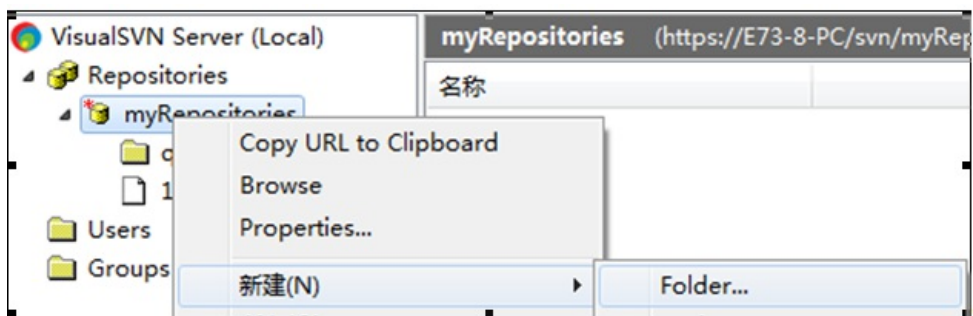 VisualSVN Server (Local)
Repositories
myRepositories
q
1
Users
Groups
myRepositories (https://E73-8-PC/svn/myRep
名称
Copy URL to Clipboard
Browse
Properties...
新建(N)
Folder...